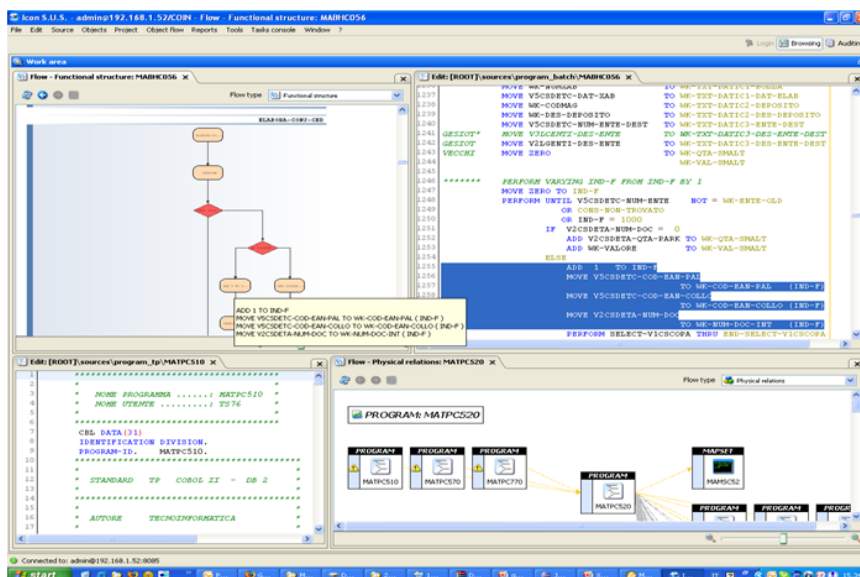 Icon S.U.S. - admin@192.168.1.52/COIN - Flow - Functional structure: MABHC056
File Edit Source Objects Project Object flow Reports Tools Tasks console Window ?
Login Browsing Auditin
Work area
Flow - Functional structure: MABHC056
Flow type Functional structure
ELABORA-CONS-CED
ADD 1 TO IND-F
MOVE V5CSDETC-COD-EAN-PAL TO WK-COD-EAN-PAL ( IND-F )
MOVE V5CSDETC-COD-EAN-COLLO TO WK-COD-EAN-COLLO ( IND-F )
MOVE V2CSDETA-NUM-DOC TO WK-NUM-DOC-INT ( IND-F )
Edit: [ROOT]\sources\program_batch\MABHC056
1237 MOVE V5CSDETC-DAT-XAB TO WK-TXT-DATIC1-DAT-ELAB
1238 MOVE WK-CODMAG TO WK-TXT-DATIC2-DEPOSITO
1239 MOVE WK-DES-DEPOSITO TO WK-TXT-DATIC2-DES-DEPOSITO
1240 MOVE V5CSDETC-NUM-ENTE-DEST TO WK-TXT-DATIC3-ENTE-DEST
1241 GESIOT* MOVE V3LCENTI-DES-ENTE TO WK-TXT-DATIC3-DES-ENTE-DEST
1242 GESIOT MOVE V2LGENTI-DES-ENTE TO WK-TXT-DATIC3-DES-ENTE-DEST
1243 VECCHI MOVE ZERO TO WK-QTA-SMALT
1244 WK-VAL-SMALT
1245
1246 ******* PERFORM VARYING IND-F FROM IND-F BY 1
1247 MOVE ZERO TO IND-F
1248 PERFORM UNTIL V5CSDETC-NUM-ENTE NOT = WK-ENTE-OLD
1249 OR CONS-NON-TROVATO
1250 OR IND-F = 1000
1251 IF V2CSDETA-NUM-DOC = 0
1252 ADD V2CSDETA-QTA-PARK TO WK-QTA-SMALT
1253 ADD WK-VALORE TO WK-VAL-SMALT
1254 ELSE
1255 ADD 1 TO IND-F
1256 MOVE V5CSDETC-COD-EAN-PAL
1257 TO WK-COD-EAN-PAL (IND-F)
1258 MOVE V5CSDETC-COD-EAN-COLLO
TO WK-COD-EAN-COLLO (IND-F)
MOVE V2CSDETA-NUM-DOC
TO WK-NUM-DOC-INT (IND-F)
PERFORM SELECT-V1CSCOPA THRU END-SELECT-V1CSCOPA
Edit: [ROOT]\sources\program_tp\MATPC510
1 *********************************
2 * *
3 * NOME PROGRAMMA ......: MATPC510 *
4 * NOME UTENTE .........: TS76 *
5 * *
6 *********************************
7 CBL DATA(31)
8 IDENTIFICATION DIVISION.
9 PROGRAM-ID. MATPC510.
10 *********************************
11 * *
12 * STANDARD TP COBOL II - DB 2 *
13 * *
14 *********************************
15 * *
16 * AUTORE TECNOINFORMATICA *
17 * *
Flow - Physical relations: MATPC520
Flow type Physical relations
PROGRAM: MATPC520
PROGRAM PROGRAM PROGRAM PROGRAM MAPSET
MATPC510 MATPC570 MATPC770 MATPC520 MAMSC52
PROGRAM PROGRAM PROGR
Connected to: admin@192.168.1.52:8085
start